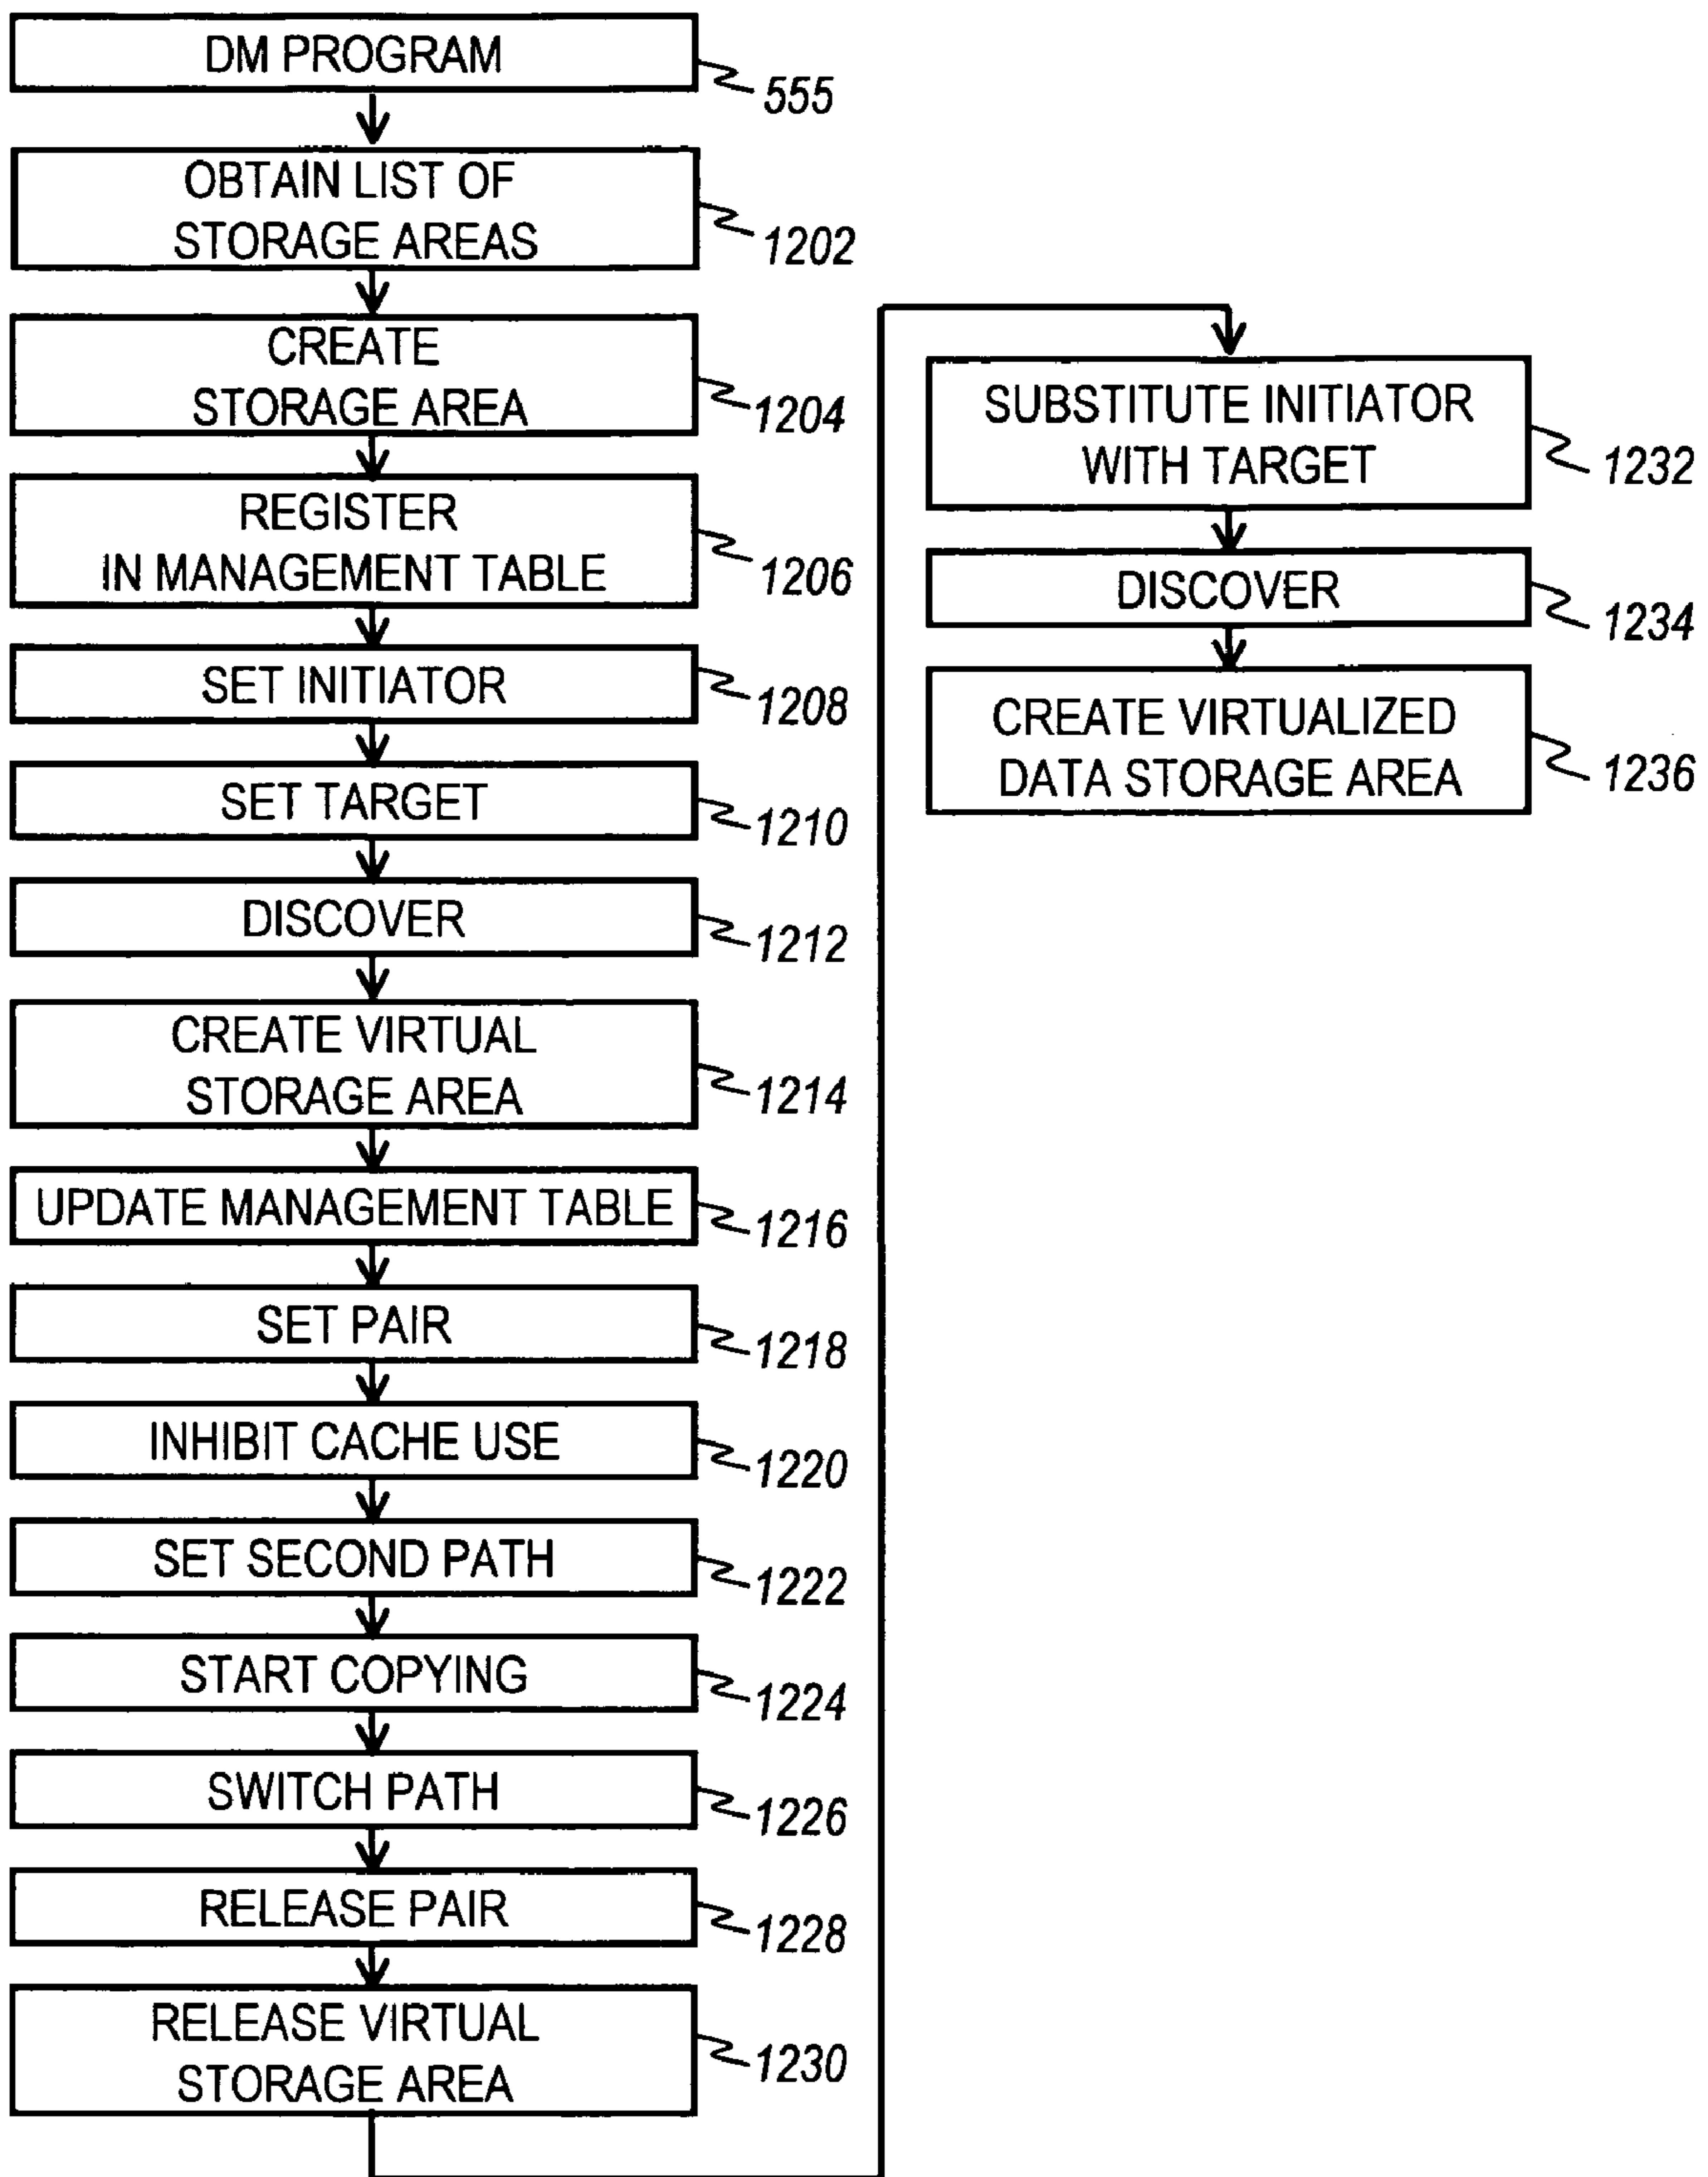 DM PROGRAM
555
OBTAIN LIST OF
STORAGE AREAS
1202
CREATE
STORAGE AREA
1204
REGISTER
IN MANAGEMENT TABLE
1206
SET INITIATOR
1208
SET TARGET
1210
DISCOVER
1212
CREATE VIRTUAL
STORAGE AREA
1214
UPDATE MANAGEMENT TABLE
1216
SET PAIR
1218
INHIBIT CACHE USE
1220
SET SECOND PATH
1222
START COPYING
1224
SWITCH PATH
1226
RELEASE PAIR
1228
RELEASE VIRTUAL
STORAGE AREA
1230
SUBSTITUTE INITIATOR
WITH TARGET
1232
DISCOVER
1234
CREATE VIRTUALIZED
DATA STORAGE AREA
1236